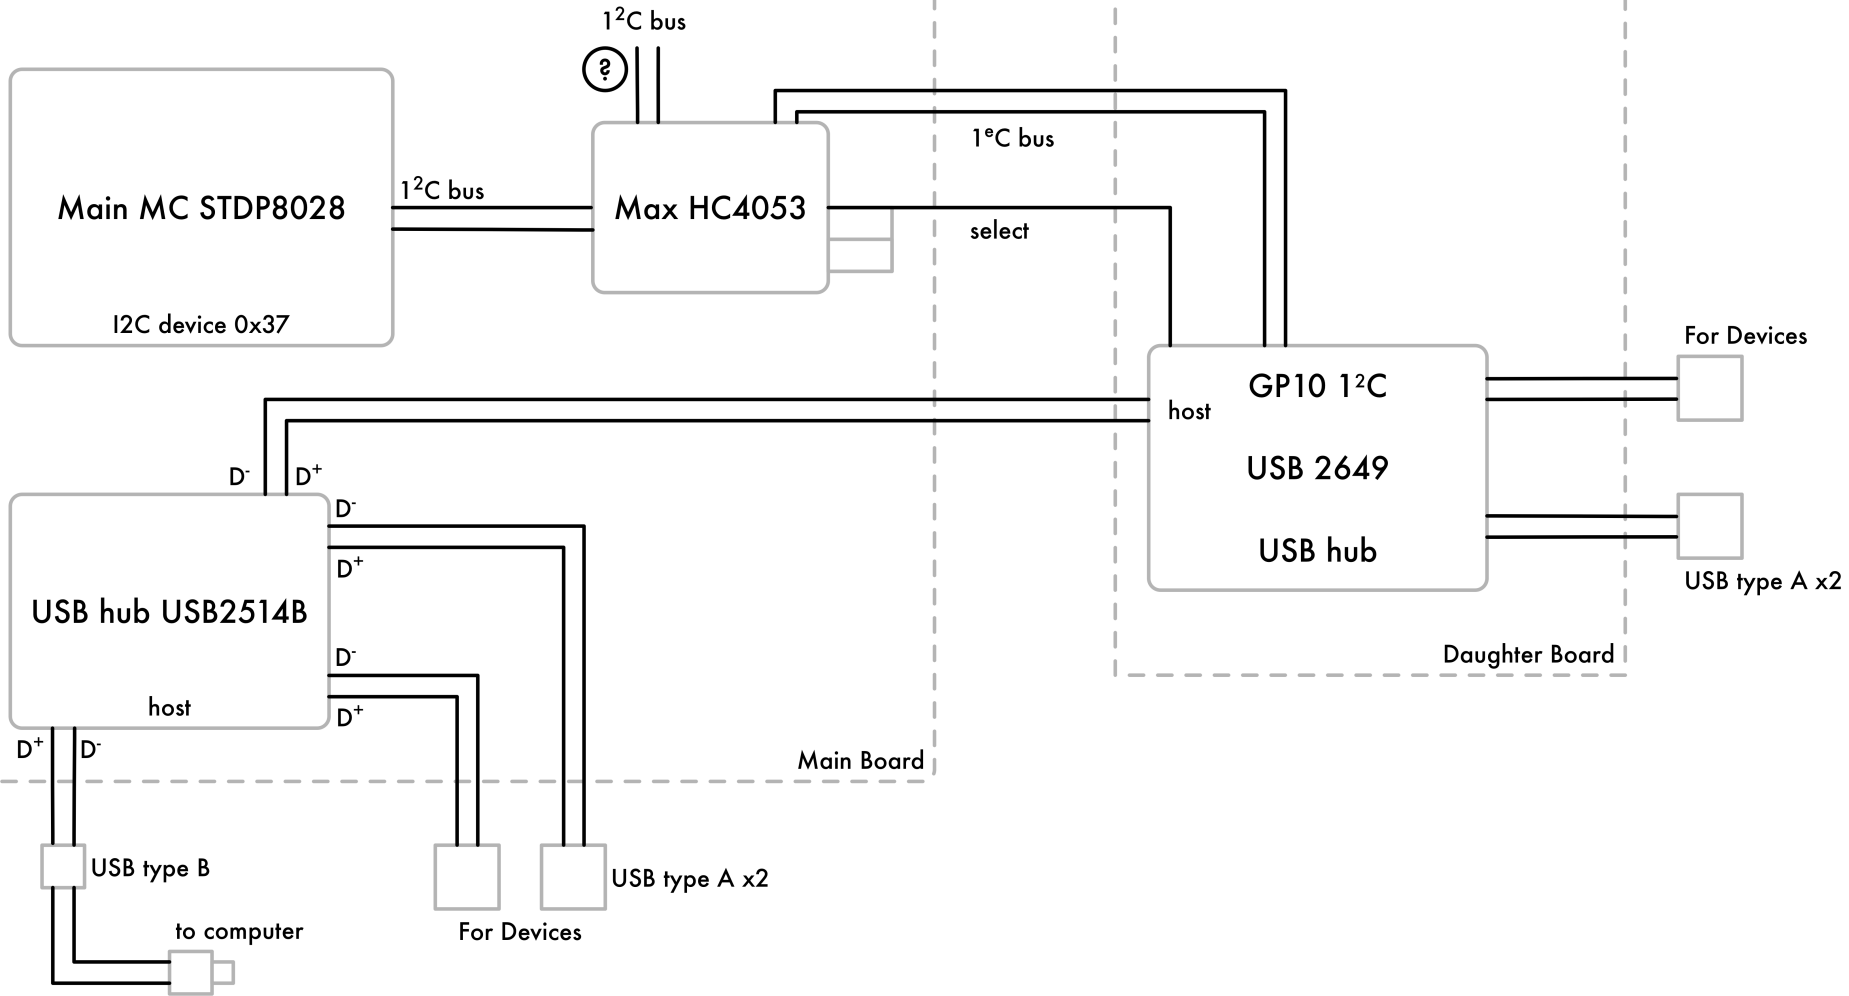 1²C bus
?
1ᵉC bus
1²C bus
Main MC STDP8028
Max HC4053
select
I2C device 0x37
For Devices
GP10 1²C
host
USB 2649
USB hub
USB type A x2
Daughter Board
D⁻
D⁺
D⁻
D⁺
USB hub USB2514B
D⁻
host
D⁺
D⁺
D⁻
Main Board
USB type B
USB type A x2
to computer
For Devices